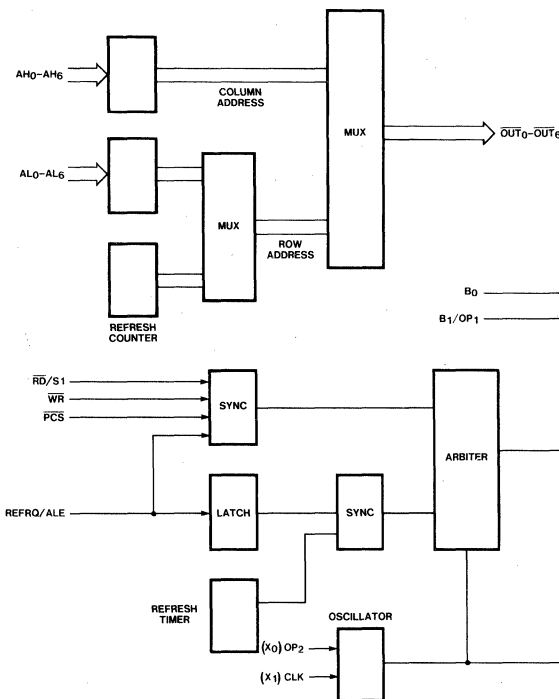 AH0–AH6
COLUMN
ADDRESS
MUX
OUT0–OUT6
AL0–AL6
MUX
ROW
ADDRESS
REFRESH
COUNTER
B0
B1/OP1
RD/S1
WR
PCS
SYNC
ARBITER
REFRQ/ALE
LATCH
SYNC
REFRESH
TIMER
OSCILLATOR
(X0) OP2
(X1) CLK